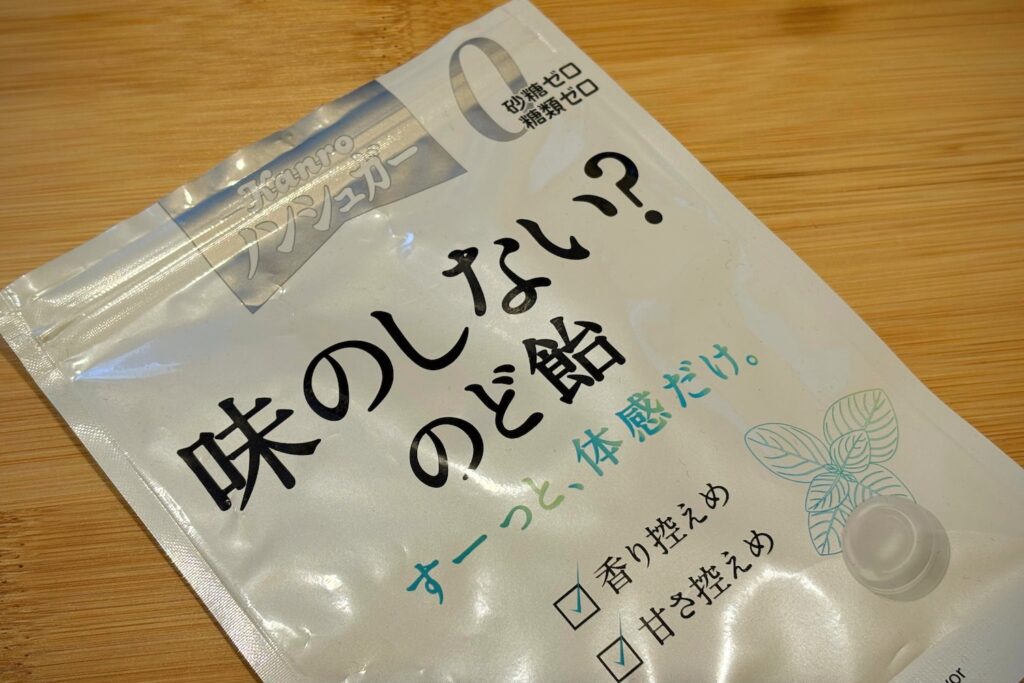 Kanro
ノンシュガー
0
砂糖ゼロ
糖類ゼロ
味のしない?
のど飴
すーっと、体感だけ。
香り控えめ
甘さ控えめ